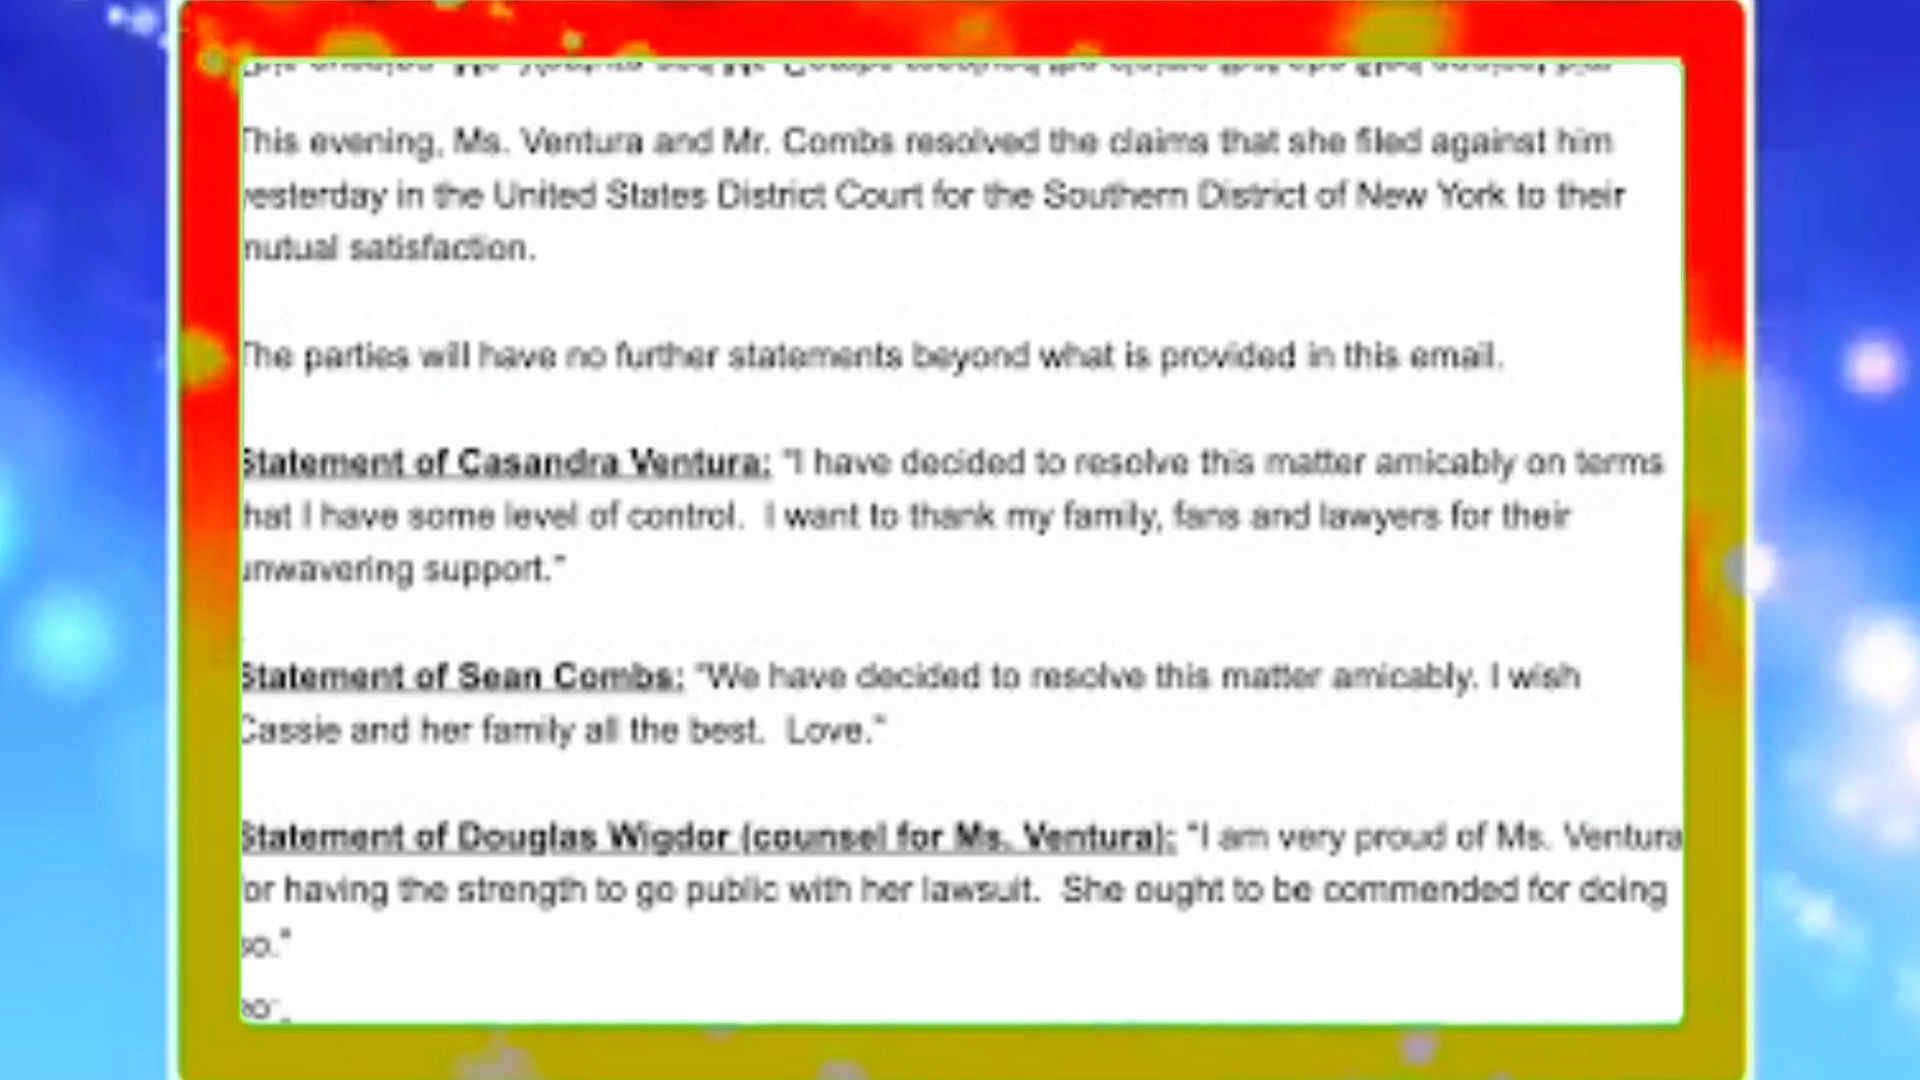 This evening, Ms. Ventura and Mr. Combs resolved the claims that she filed against him
yesterday in the United States District Court for the Southern District of New York to their
mutual satisfaction.
The parties will have no further statements beyond what is provided in this email.
Statement of Casandra Ventura: "I have decided to resolve this matter amicably on terms
that I have some level of control.  I want to thank my family, fans and lawyers for their
unwavering support."
Statement of Sean Combs: "We have decided to resolve this matter amicably. I wish
Cassie and her family all the best.  Love."
Statement of Douglas Wigdor (counsel for Ms. Ventura): "I am very proud of Ms. Ventura
for having the strength to go public with her lawsuit.  She ought to be commended for doing
so."